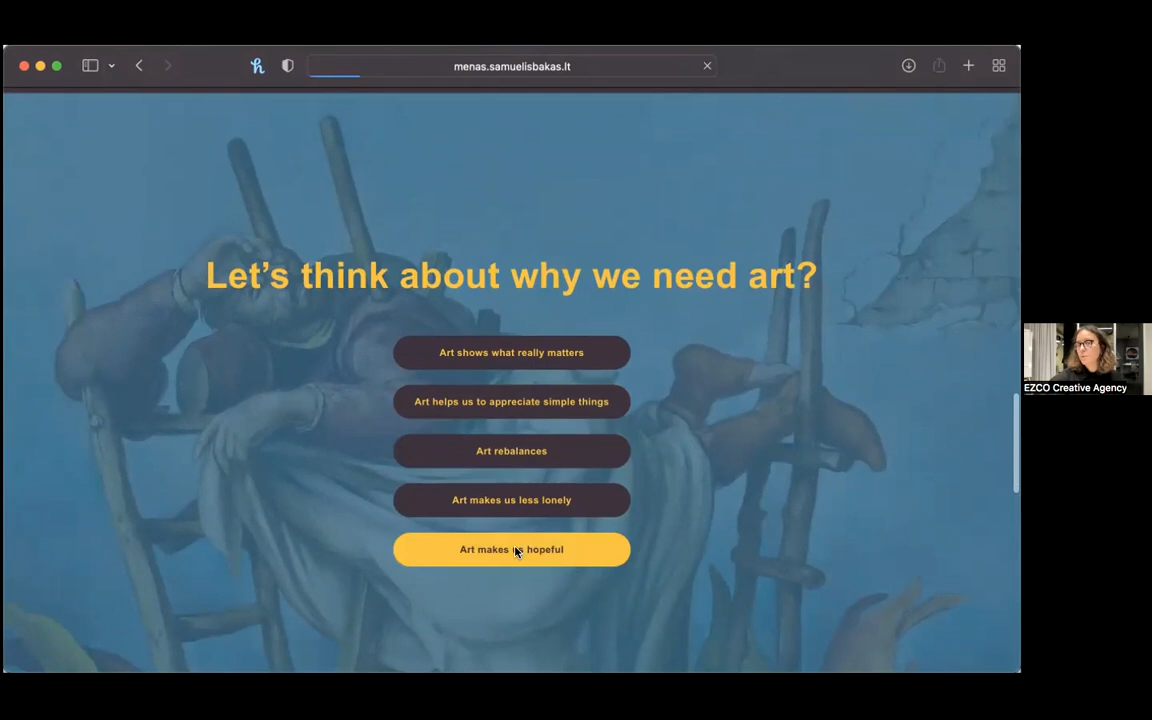 menas.samuelisbakas.lt
Let's think about why we need art?
Art shows what really matters
Art helps us to appreciate simple things
Art rebalances
Art makes us less lonely
Art makes us hopeful
EZCO Creative Agency